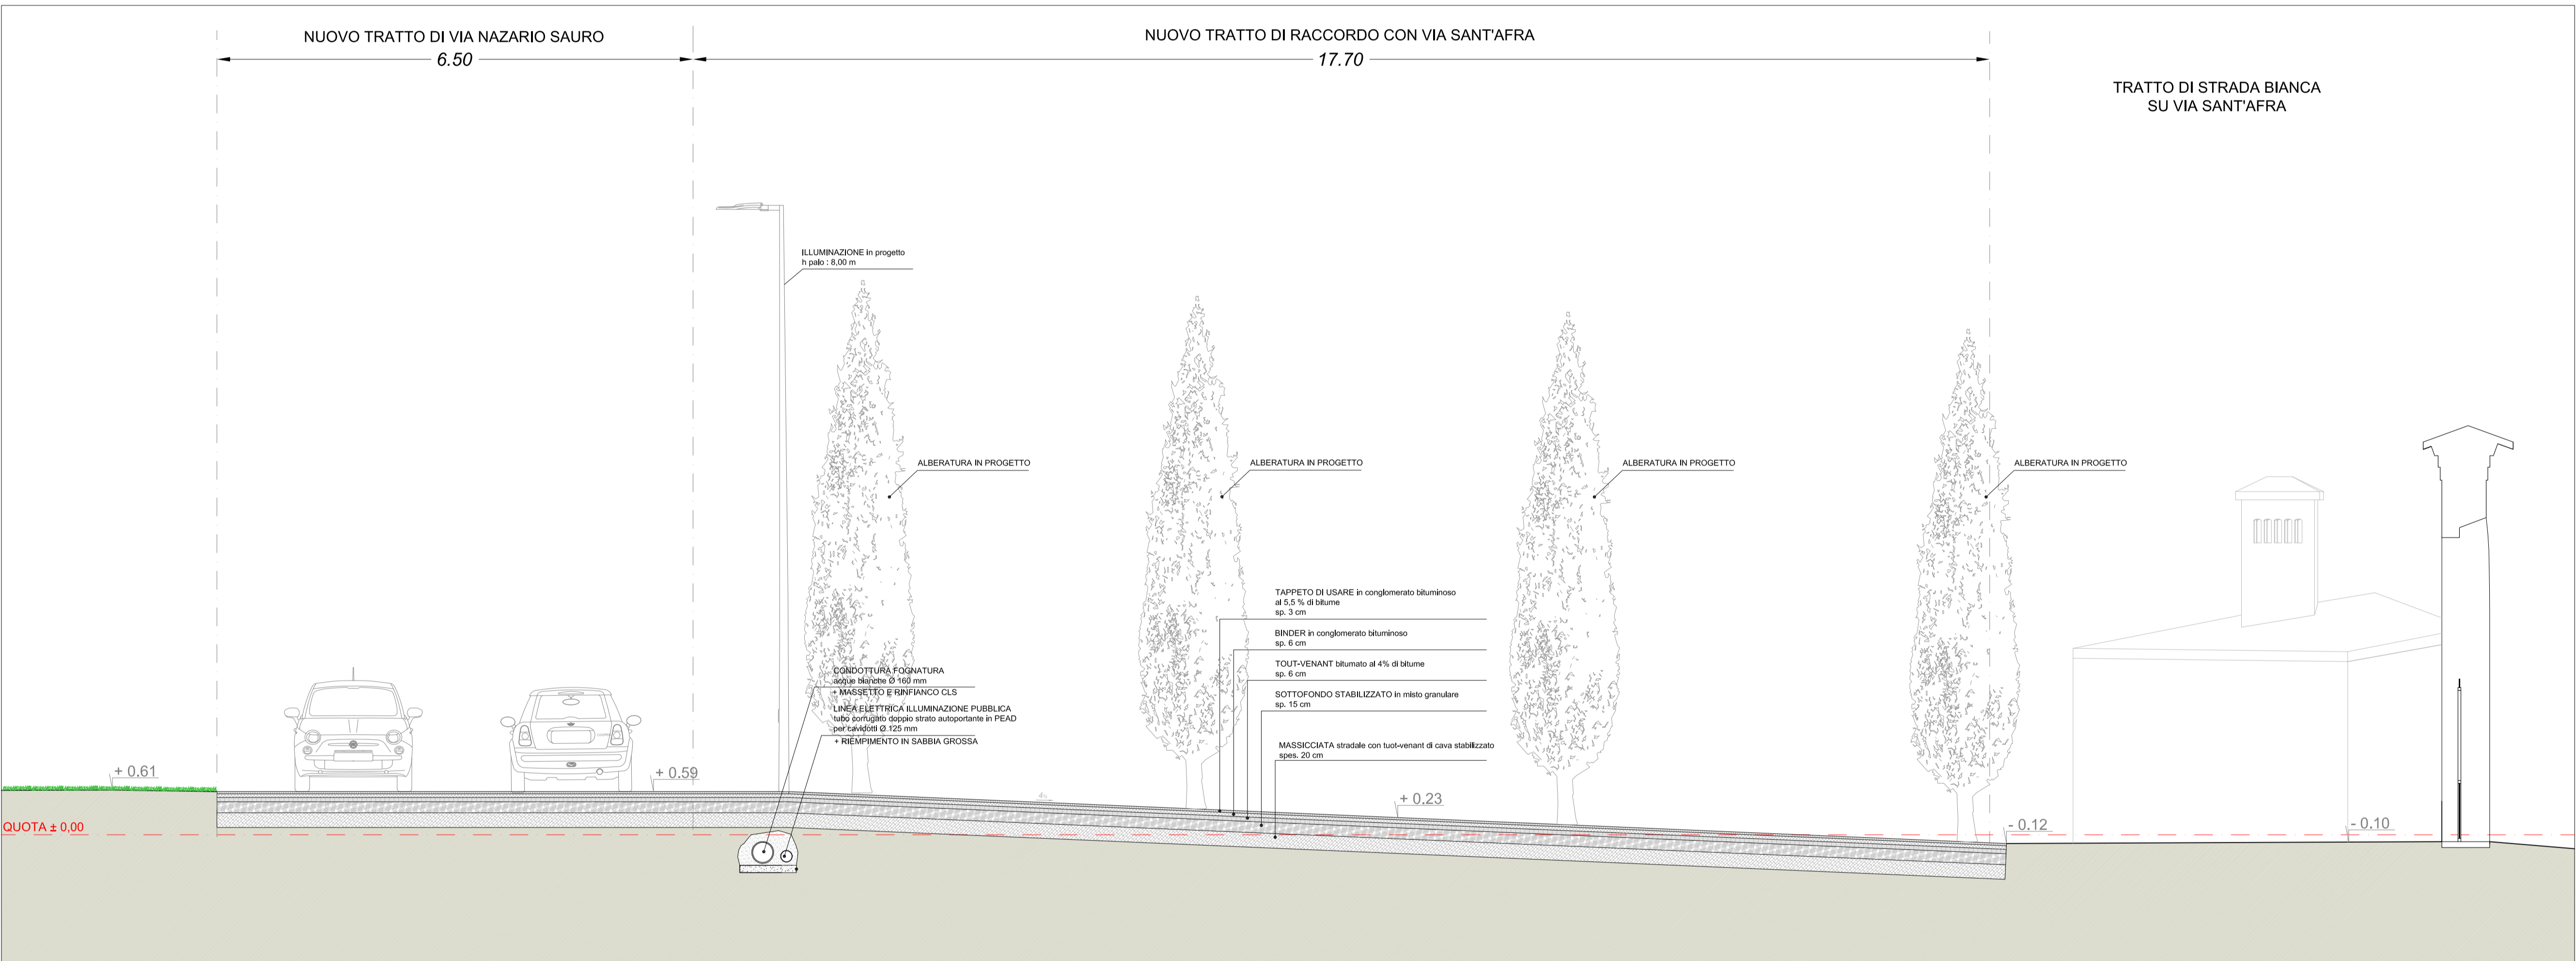 NUOVO TRATTO DI VIA NAZARIO SAURO
6.50
NUOVO TRATTO DI RACCORDO CON VIA SANT'AFRA
17.70
TRATTO DI STRADA BIANCA
SU VIA SANT'AFRA
ILLUMINAZIONE in progetto
h palo : 8,00 m
ALBERATURA IN PROGETTO
ALBERATURA IN PROGETTO
ALBERATURA IN PROGETTO
ALBERATURA IN PROGETTO
TAPPETO DI USARE in conglomerato bituminoso
al 5,5 % di bitume
sp. 3 cm
BINDER in conglomerato bituminoso
sp. 6 cm
TOUT-VENANT bitumato al 4% di bitume
sp. 6 cm
SOTTOFONDO STABILIZZATO in misto granulare
sp. 15 cm
MASSICCIATA stradale con tuot-venant di cava stabilizzato
spes. 20 cm
CONDOTTURA FOGNATURA
acque bianche Ø 160 mm
+ MASSETTO E RINFIANCO CLS
LINEA ELETTRICA ILLUMINAZIONE PUBBLICA
tubo corrugato doppio strato autoportante in PEAD
per cavidotti Ø 125 mm
+ RIEMPIMENTO IN SABBIA GROSSA
+ 0.61
+ 0.59
4%
+ 0.23
- 0.12
- 0.10
QUOTA ± 0,00